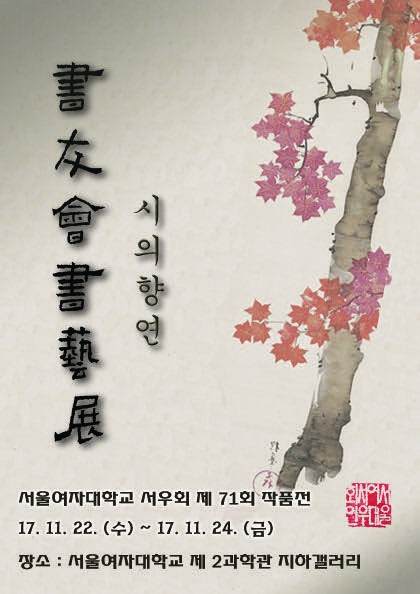 書友會書藝展
시의향연
서울여자대학교 서우회 제 71회 작품전
17. 11. 22. (수) ~ 17. 11. 24. (금)
장소 : 서울여자대학교 제 2과학관 지하갤러리